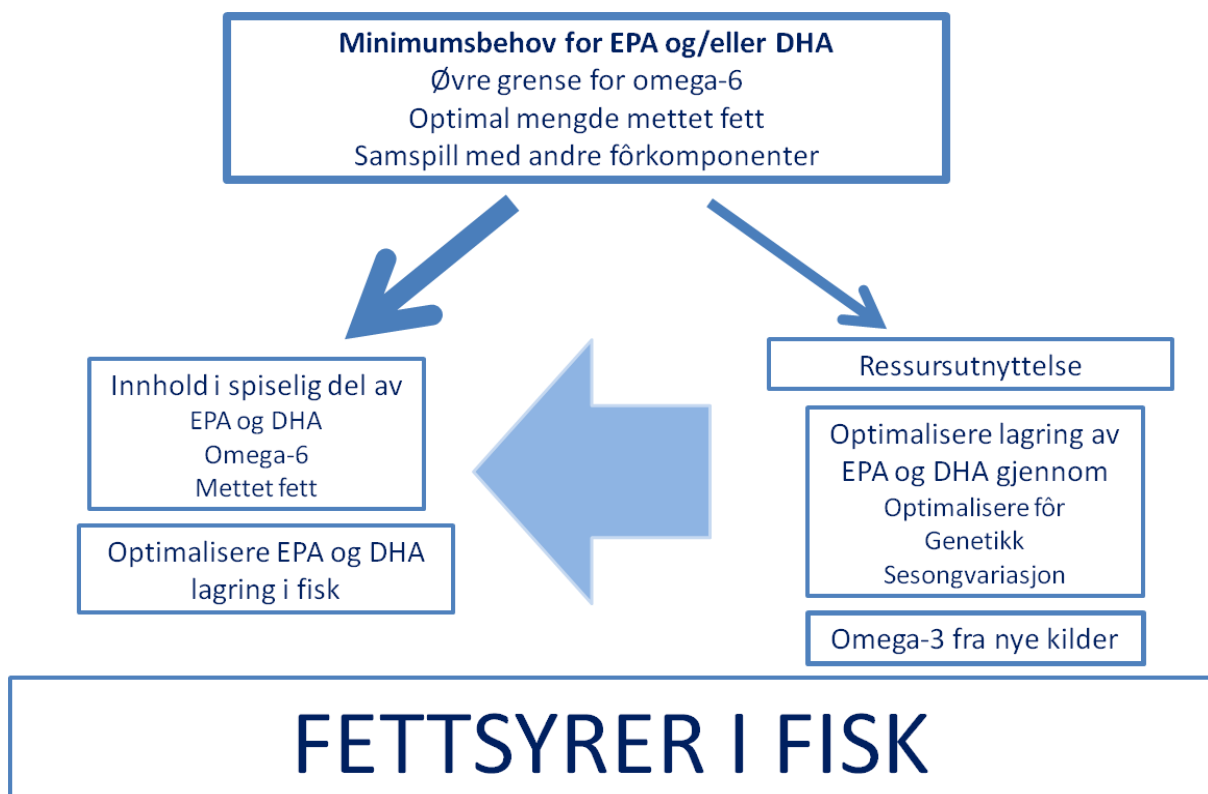 Minimumsbehov for EPA og/eller DHA
Øvre grense for omega-6
Optimal mengde mettet fett
Samspill med andre fôrkomponenter
Innhold i spiselig del av
EPA og DHA
Omega-6
Mettet fett
Optimalisere EPA og DHA
lagring i fisk
Ressursutnyttelse
Optimalisere lagring av
EPA og DHA gjennom
Optimalisere fôr
Genetikk
Sesongvariasjon
Omega-3 fra nye kilder
FETTSYRER I FISK